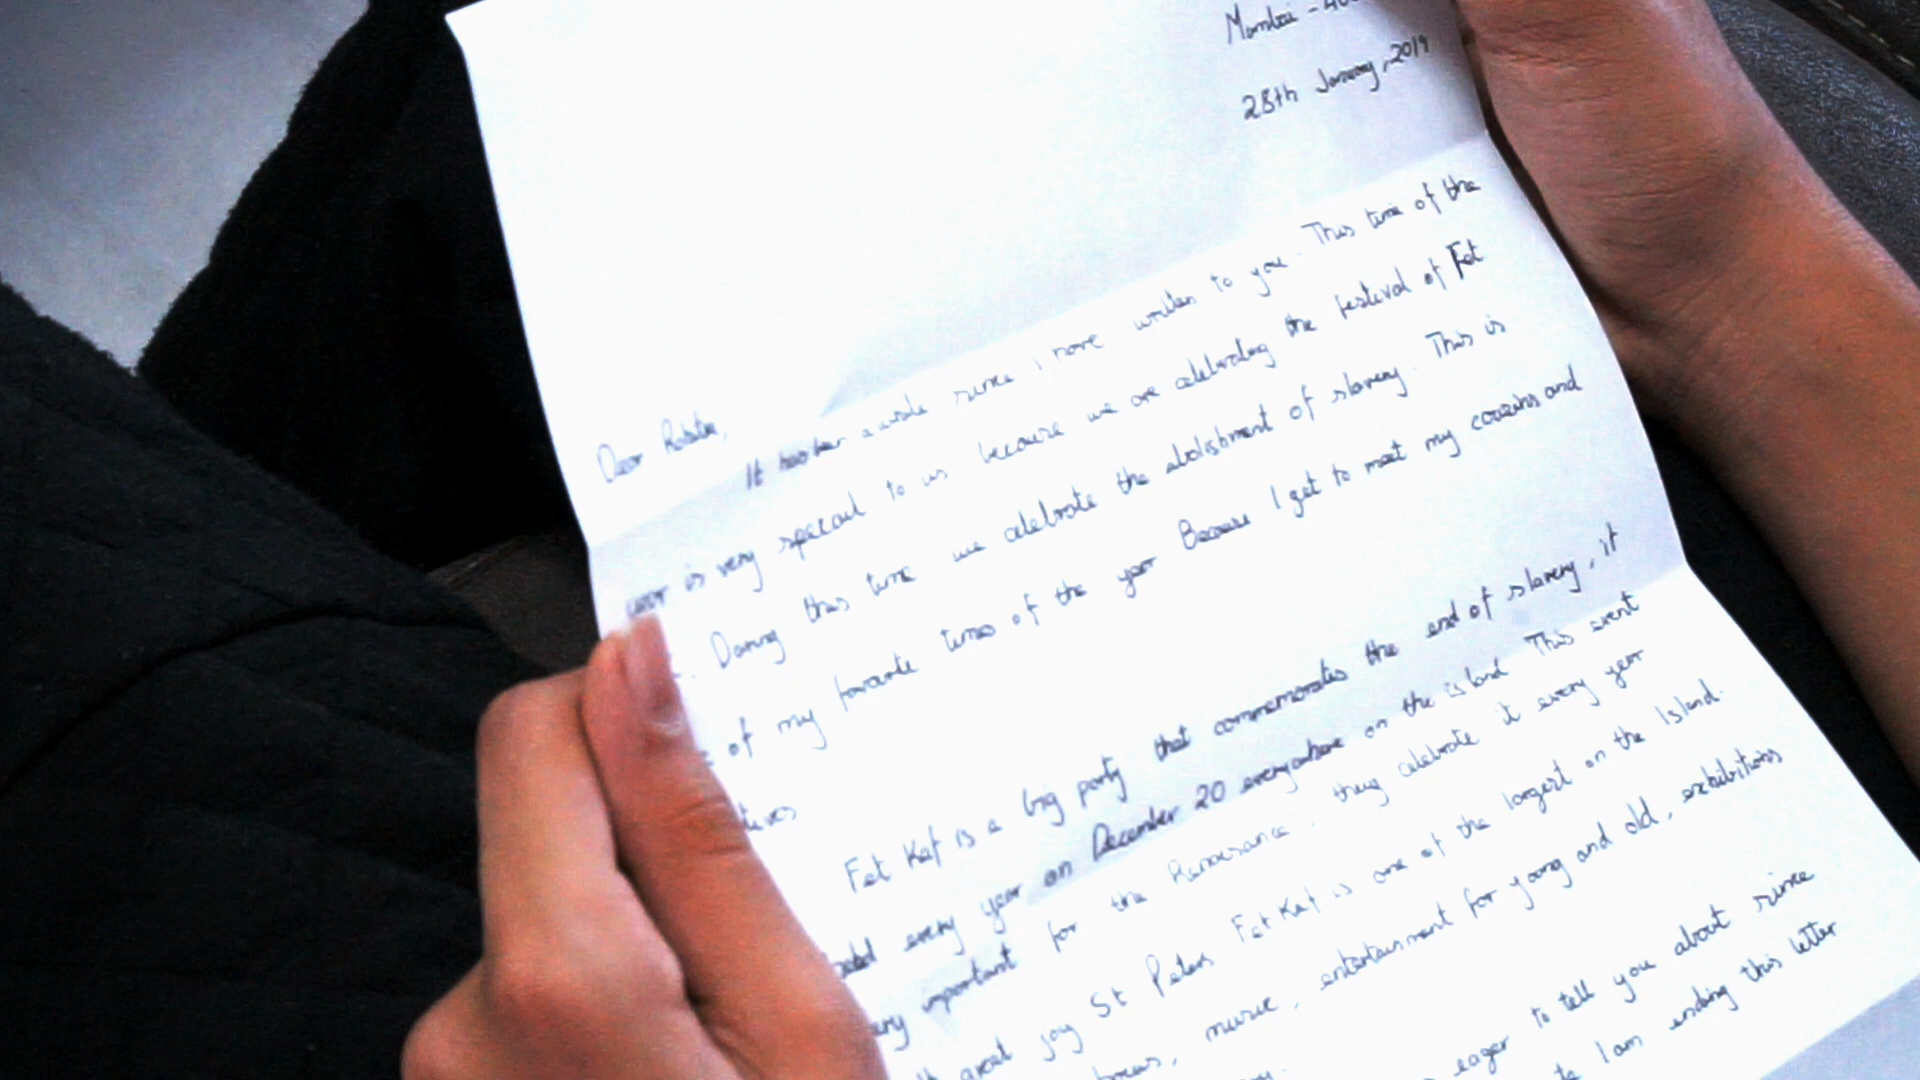 Mumbai - 40
28th January, 2019
Dear
It has been a while since I have written to you. This time of the
year is very special to us because we are celebrating the festival of Fet
. During this time we celebrate the abolishment of slavery. This is
of my favourite times of the year Because I get to meet my cousins and
tives
Fet Kaf is a big party that commemorates the end of slavery, it
every year on December 20 everywhere on the island This event
important for the Renaissance. they celebrate it every year
great joy St Peters Fet Kaf is one of the largest on the Island.
, music, entertainment for young and old, exhibitions
eager to tell you about since
I am ending this letter